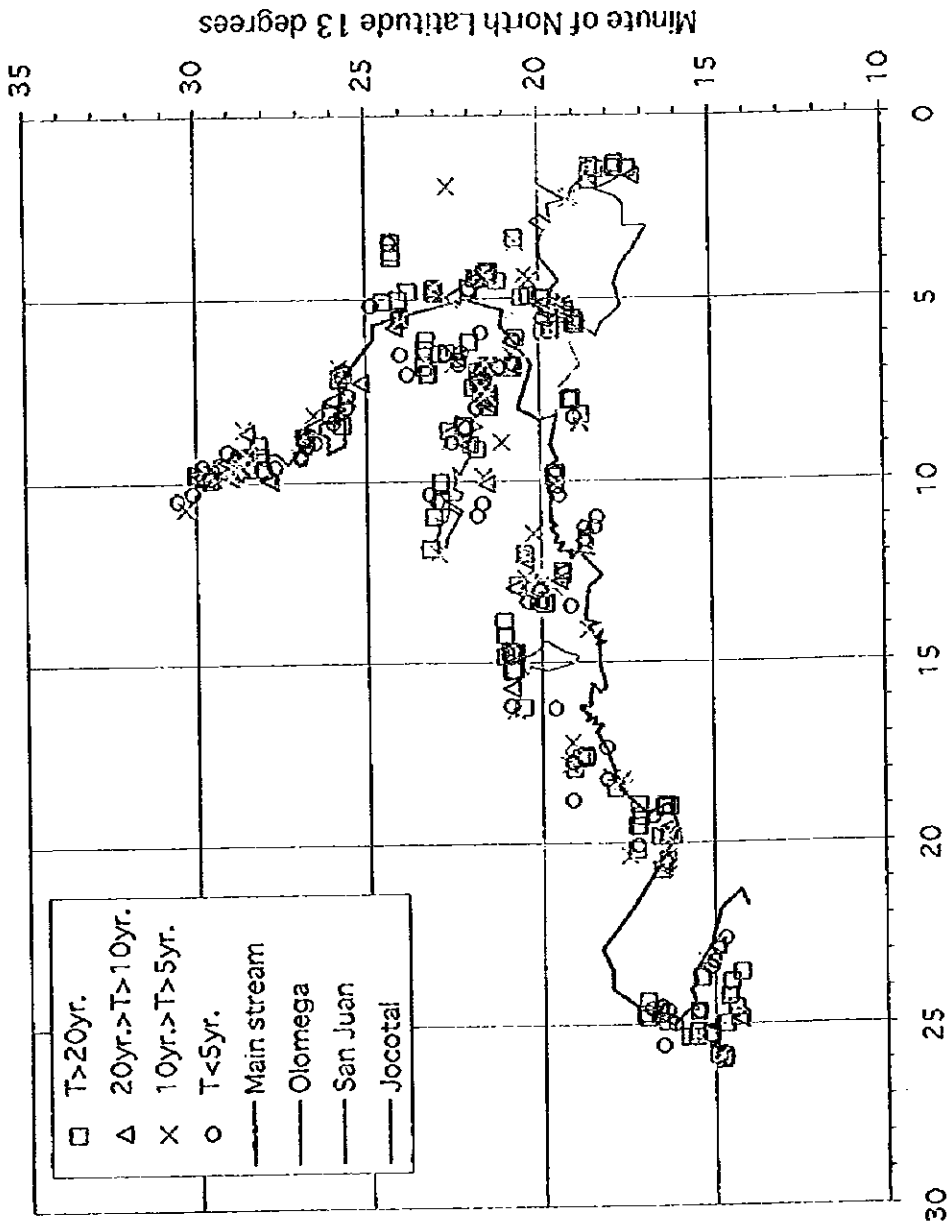 Minute of North Latitude 13 degrees
35
30
25
20
15
10
□ T>20yr.
△ 20yr.>T>10yr.
× 10yr.>T>5yr.
○ T<5yr.
Main stream
Olomega
San Juan
Jocotal
30
25
20
15
10
5
0